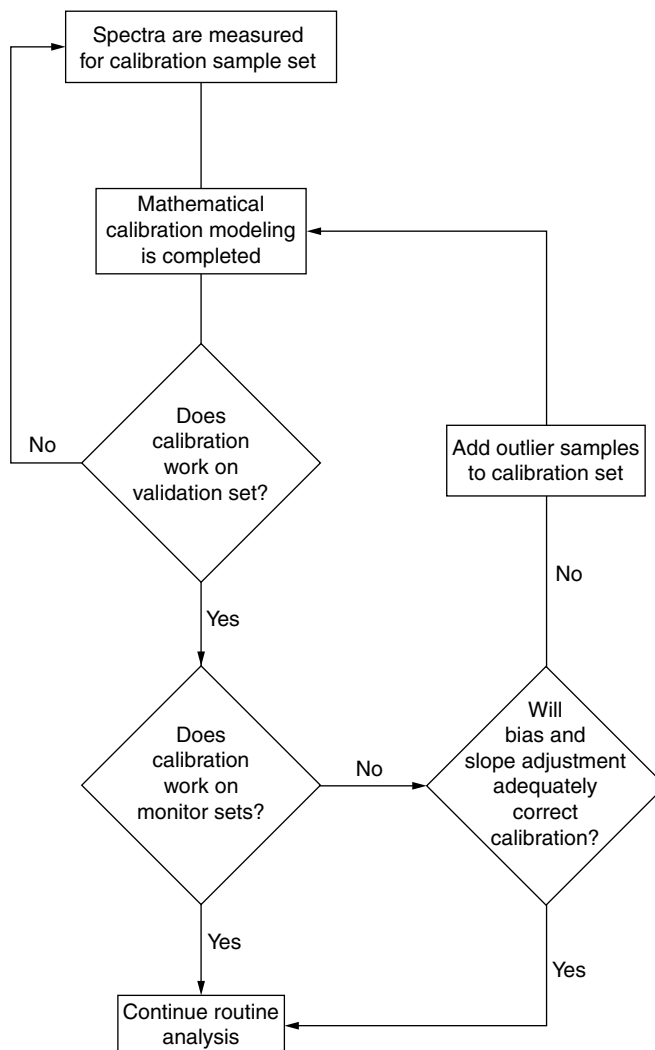 Spectra are measured
for calibration sample set
Mathematical
calibration modeling
is completed
Does
calibration
work on
validation set?
No
Add outlier samples
to calibration set
No
Yes
Does
calibration
work on
monitor sets?
No
Will
bias and
slope adjustment
adequately
correct
calibration?
Yes
Yes
Continue routine
analysis